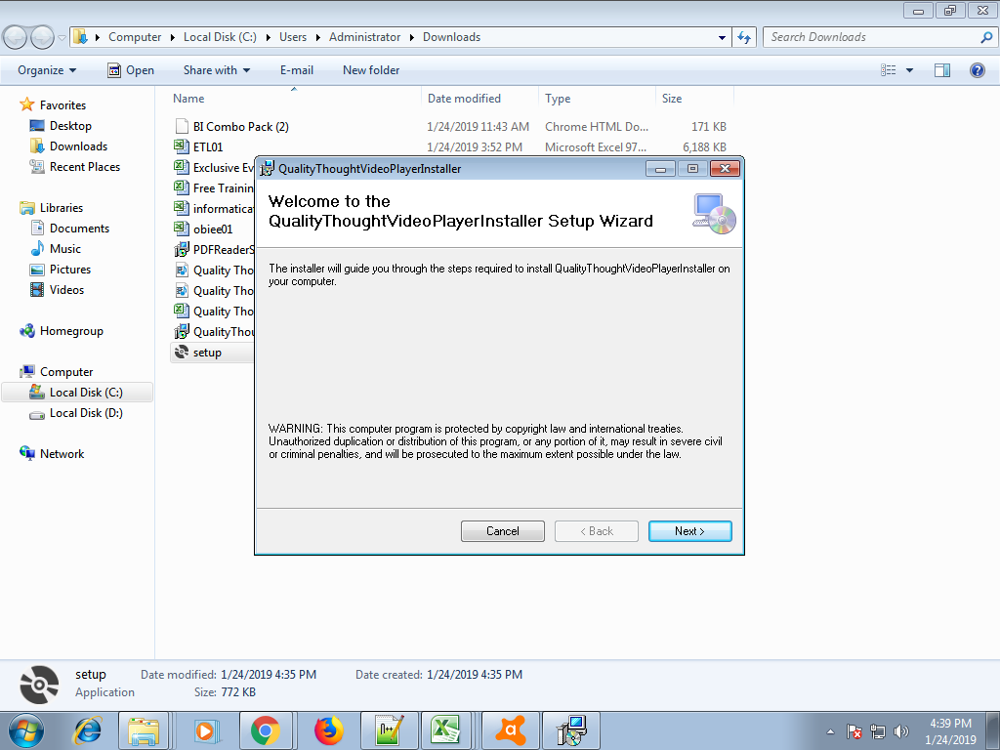 Computer Local Disk (C:) Users Administrator Downloads
Search Downloads
Organize Open Share with E-mail New folder
Favorites
Desktop
Downloads
Recent Places
Libraries
Documents
Music
Pictures
Videos
Homegroup
Computer
Local Disk (C:)
Local Disk (D:)
Network
Name Date modified Type Size
BI Combo Pack (2) 1/24/2019 11:43 AM Chrome HTML Do... 171 KB
ETL01 1/24/2019 3:52 PM Microsoft Excel 97... 6,188 KB
Exclusive Ev
Free Trainin
informatica
obiee01
PDFReaderS
Quality Tho
Quality Tho
Quality Tho
QualityThou
setup
QualityThoughtVideoPlayerInstaller
Welcome to the
QualityThoughtVideoPlayerInstaller Setup Wizard
The installer will guide you through the steps required to install QualityThoughtVideoPlayerInstaller on
your computer.
WARNING: This computer program is protected by copyright law and international treaties.
Unauthorized duplication or distribution of this program, or any portion of it, may result in severe civil
or criminal penalties, and will be prosecuted to the maximum extent possible under the law.
Cancel < Back Next >
setup Date modified: 1/24/2019 4:35 PM Date created: 1/24/2019 4:35 PM
Application Size: 772 KB
4:39 PM
1/24/2019